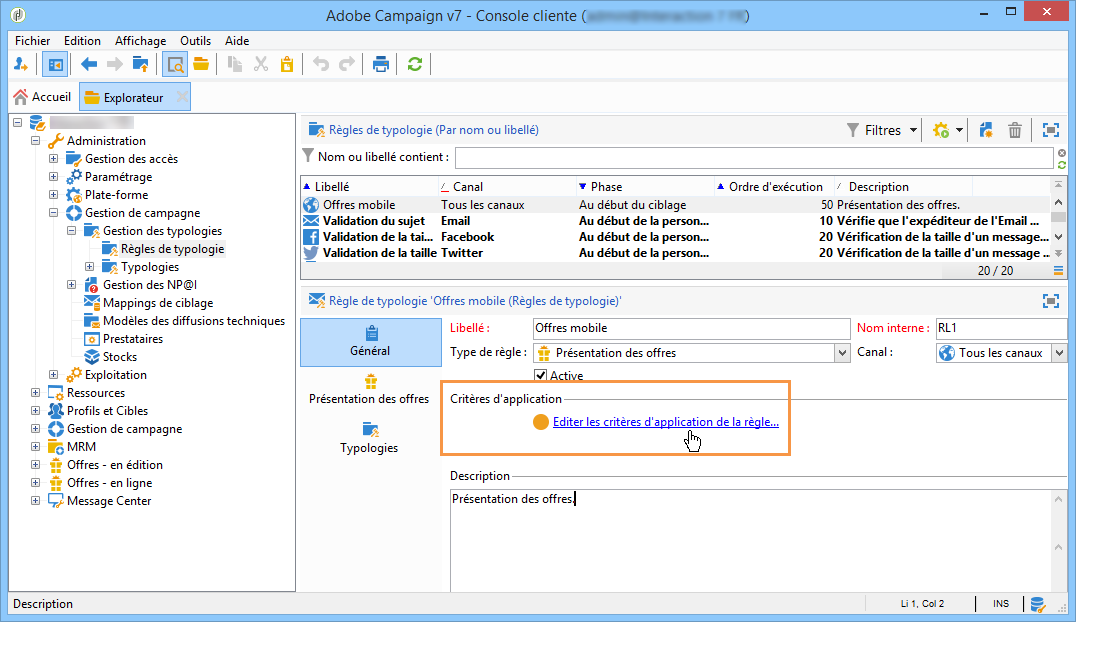 Adobe Campaign v7 - Console cliente (
Fichier Edition Affichage Outils Aide
Accueil Explorateur
Administration
Gestion des accès
Paramétrage
Plate-forme
Gestion de campagne
Gestion des typologies
Règles de typologie
Typologies
Gestion des NP@I
Mappings de ciblage
Modèles des diffusions techniques
Prestataires
Stocks
Exploitation
Ressources
Profils et Cibles
Gestion de campagne
MRM
Offres - en édition
Offres - en ligne
Message Center
Règles de typologie (Par nom ou libellé) Filtres
Nom ou libellé contient :
Libellé Canal Phase Ordre d'exécution Description
Offres mobile Tous les canaux Au début du ciblage 50 Présentation des offres.
Validation du sujet Email Au début de la person... 10 Vérifie que l'expéditeur de l'Email ...
Validation de la tai... Facebook Au début de la person... 20 Vérification de la taille d'un message...
Validation de la taille Twitter Au début de la person... 20 Vérification de la taille d'un message ..
20 / 20
Règle de typologie 'Offres mobile (Règles de typologie)'
Général
Présentation des offres
Typologies
Libellé : Offres mobile Nom interne : RL1
Type de règle : Présentation des offres Canal : Tous les canaux
Active
Critères d'application
Editer les critères d'application de la règle...
Description
Présentation des offres.
Description Li 1, Col 2 INS